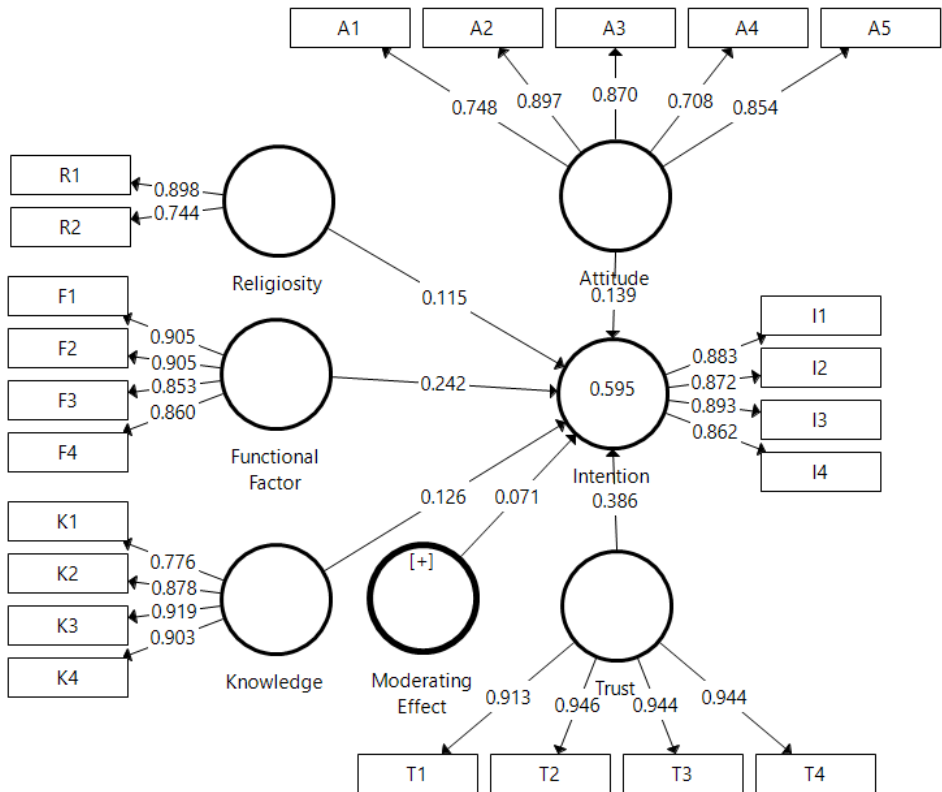 A1
A2
A3
A4
A5
0.748
0.897
0.870
0.708
0.854
R1
R2
0.898
0.744
Religiosity
Attitude
0.139
0.115
F1
F2
F3
F4
0.905
0.905
0.853
0.860
Functional
Factor
0.242
0.595
Intention
0.883
0.872
0.893
0.862
I1
I2
I3
I4
0.126
0.071
0.386
K1
K2
K3
K4
0.776
0.878
0.919
0.903
Knowledge
[+]
Moderating
Effect
Trust
0.913
0.946
0.944
0.944
T1
T2
T3
T4